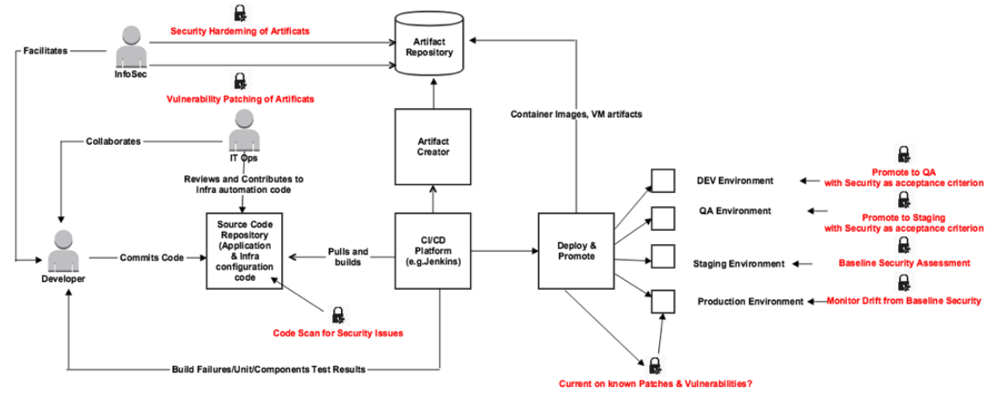 Security Hardening of Artificats
Artifact
Repository
Facilitates
InfoSec
Vulnerability Patching of Artificats
Container Images, VM artifacts
Collaborates
IT Ops
Artifact
Creator
Reviews and Contributes to
Infra automation code
Promote to QA
with Security as acceptance criterion
DEV Environment
QA Environment
Promote to Staging
with Security as acceptance criterion
Source Code
Repository
(Application
& Infra
configuration
code
CI/CD
Platform
(e.g.Jenkins)
Pulls and
builds
Deploy &
Promote
Developer
Commits Code
Staging Environment
Baseline Security Assessment
Production Environment
Monitor Drift from Baseline Security
Code Scan for Security Issues
Build Failures/Unit/Components Test Results
Current on known Patches & Vulnerabilities?